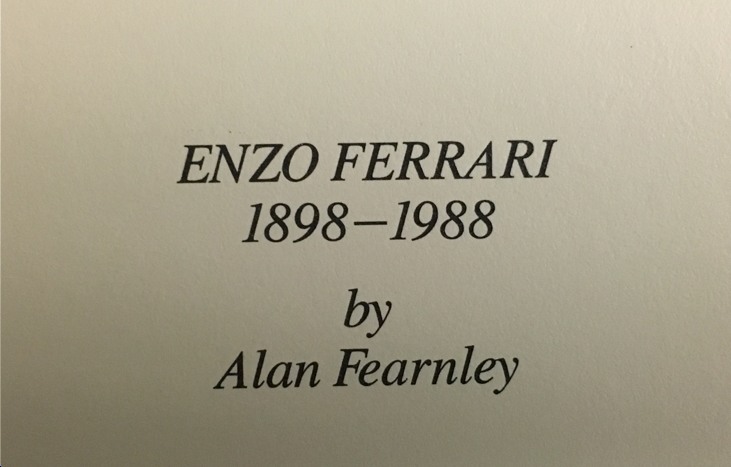 ENZO FERRARI
1898–1988
by
Alan Fearnley